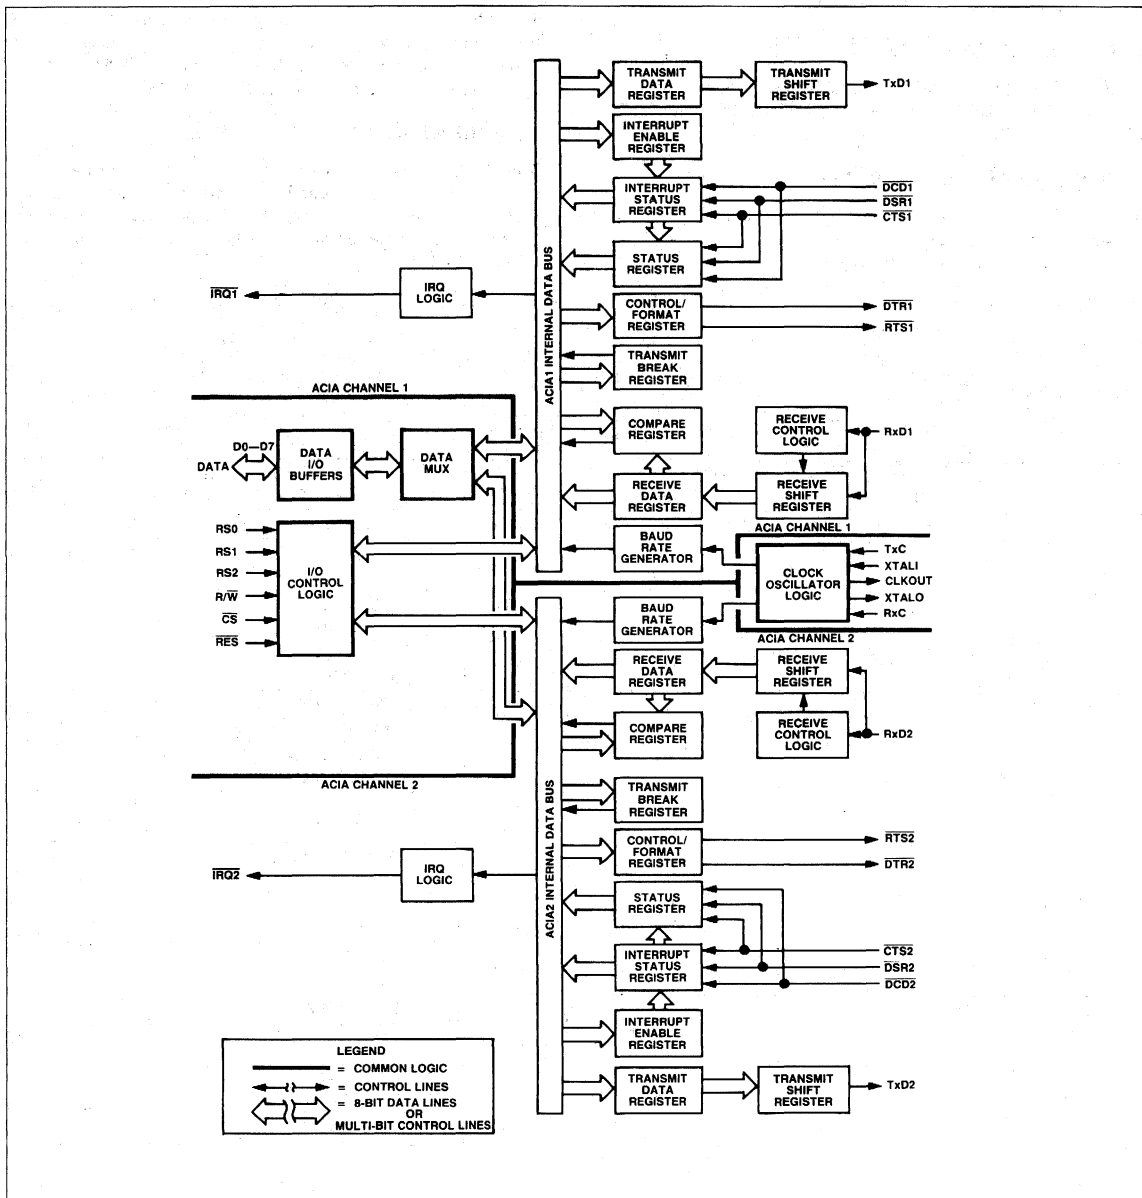 TRANSMIT
DATA
REGISTER
TRANSMIT
SHIFT
REGISTER
TxD1
INTERRUPT
ENABLE
REGISTER
INTERRUPT
STATUS
REGISTER
DCD1
DSR1
CTS1
STATUS
REGISTER
ACIA1 INTERNAL DATA BUS
IRQ1
IRQ
LOGIC
CONTROL/
FORMAT
REGISTER
DTR1
RTS1
TRANSMIT
BREAK
REGISTER
ACIA CHANNEL 1
COMPARE
REGISTER
RECEIVE
CONTROL
LOGIC
RxD1
D0—D7
DATA
DATA
I/O
BUFFERS
DATA
MUX
RECEIVE
DATA
REGISTER
RECEIVE
SHIFT
REGISTER
ACIA CHANNEL 1
RS0
RS1
RS2
R/W
CS
RES
I/O
CONTROL
LOGIC
BAUD
RATE
GENERATOR
CLOCK
OSCILLATOR
LOGIC
TxC
XTALI
CLKOUT
XTALO
RxC
BAUD
RATE
GENERATOR
ACIA CHANNEL 2
RECEIVE
DATA
REGISTER
RECEIVE
SHIFT
REGISTER
COMPARE
REGISTER
RECEIVE
CONTROL
LOGIC
RxD2
ACIA CHANNEL 2
TRANSMIT
BREAK
REGISTER
ACIA2 INTERNAL DATA BUS
IRQ2
IRQ
LOGIC
CONTROL/
FORMAT
REGISTER
RTS2
DTR2
STATUS
REGISTER
INTERRUPT
STATUS
REGISTER
CTS2
DSR2
DCD2
INTERRUPT
ENABLE
REGISTER
TRANSMIT
DATA
REGISTER
TRANSMIT
SHIFT
REGISTER
TxD2
LEGEND
= COMMON LOGIC
= CONTROL LINES
= 8-BIT DATA LINES
OR
MULTI-BIT CONTROL LINES